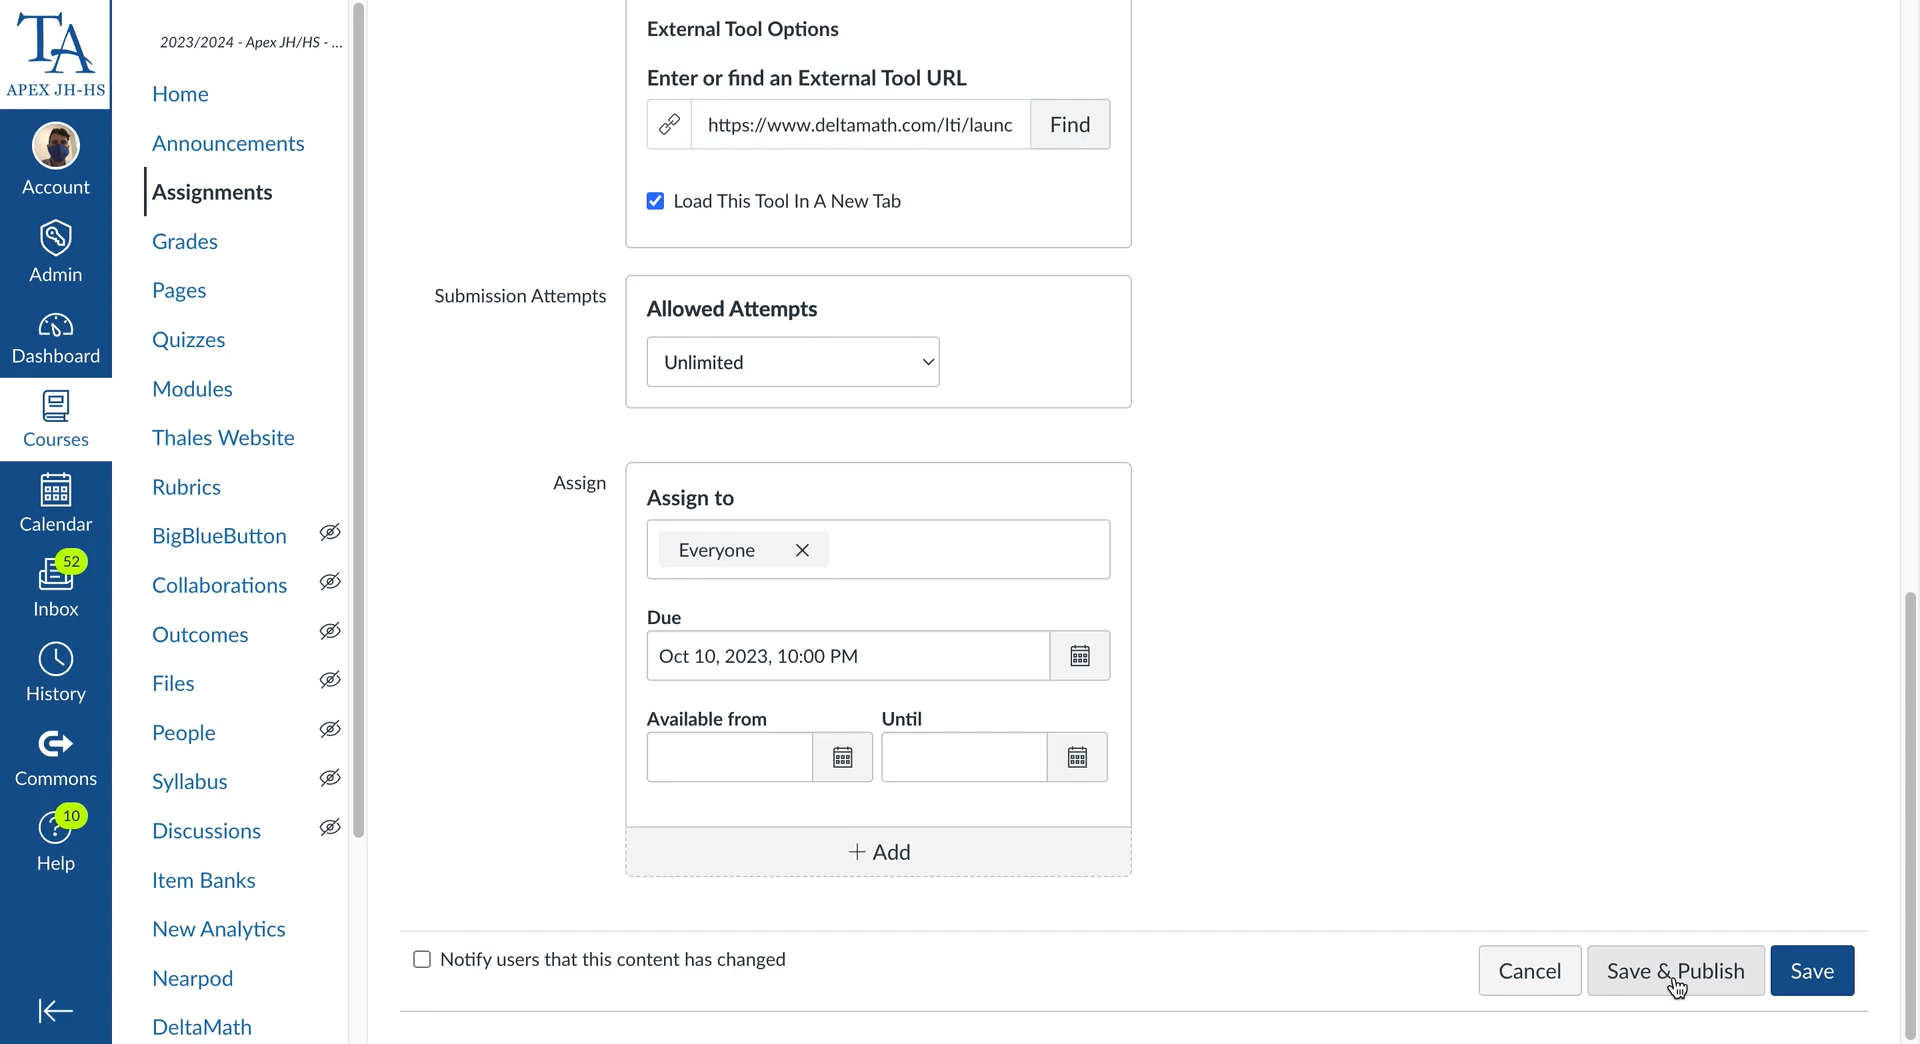 TA
APEX JH-HS
Account
Admin
Dashboard
Courses
Calendar
52
Inbox
History
Commons
10
Help
2023/2024 - Apex JH/HS - ...
Home
Announcements
Assignments
Grades
Pages
Quizzes
Modules
Thales Website
Rubrics
BigBlueButton
Collaborations
Outcomes
Files
People
Syllabus
Discussions
Item Banks
New Analytics
Nearpod
DeltaMath
External Tool Options
Enter or find an External Tool URL
https://www.deltamath.com/lti/launc
Find
Load This Tool In A New Tab
Submission Attempts
Allowed Attempts
Unlimited
Assign
Assign to
Everyone
Due
Oct 10, 2023, 10:00 PM
Available from
Until
+ Add
Notify users that this content has changed
Cancel
Save & Publish
Save